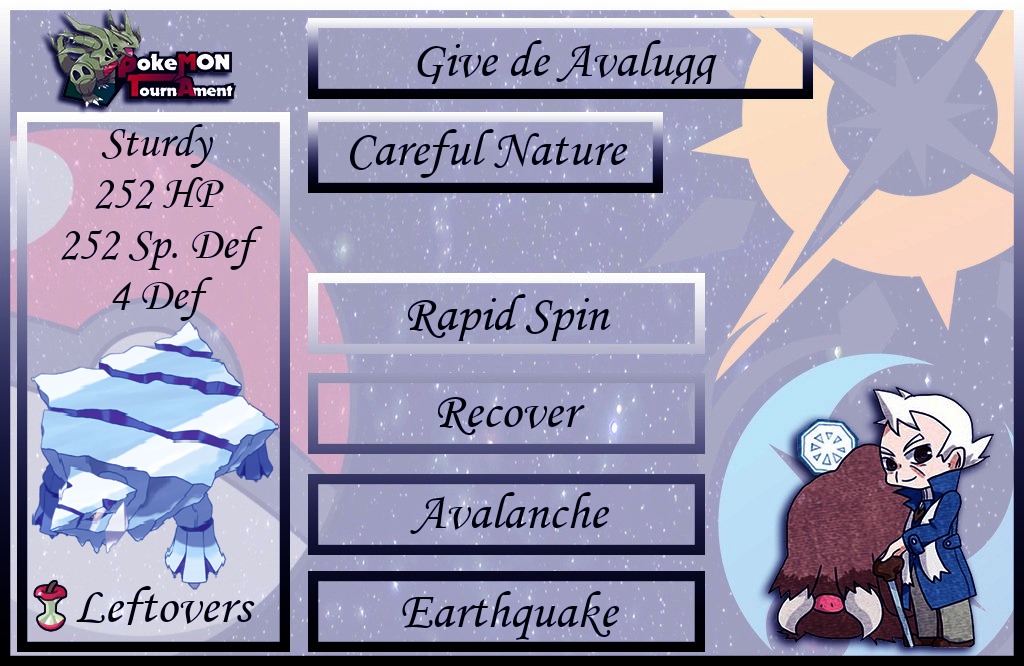 PokeMON
TournAment
Give de Avalugg
Careful Nature
Sturdy
252 HP
252 Sp. Def
4 Def
Leftovers
Rapid Spin
Recover
Avalanche
Earthquake